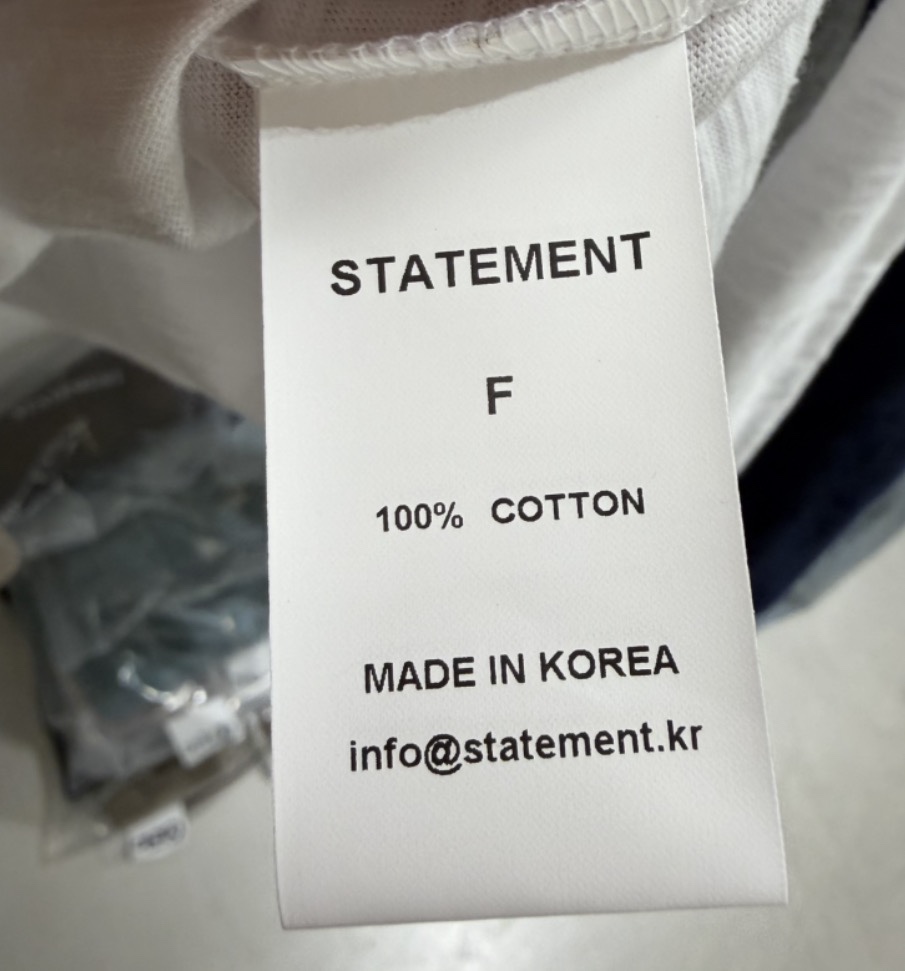 STATEMENT
F
100% COTTON
MADE IN KOREA
info@statement.kr